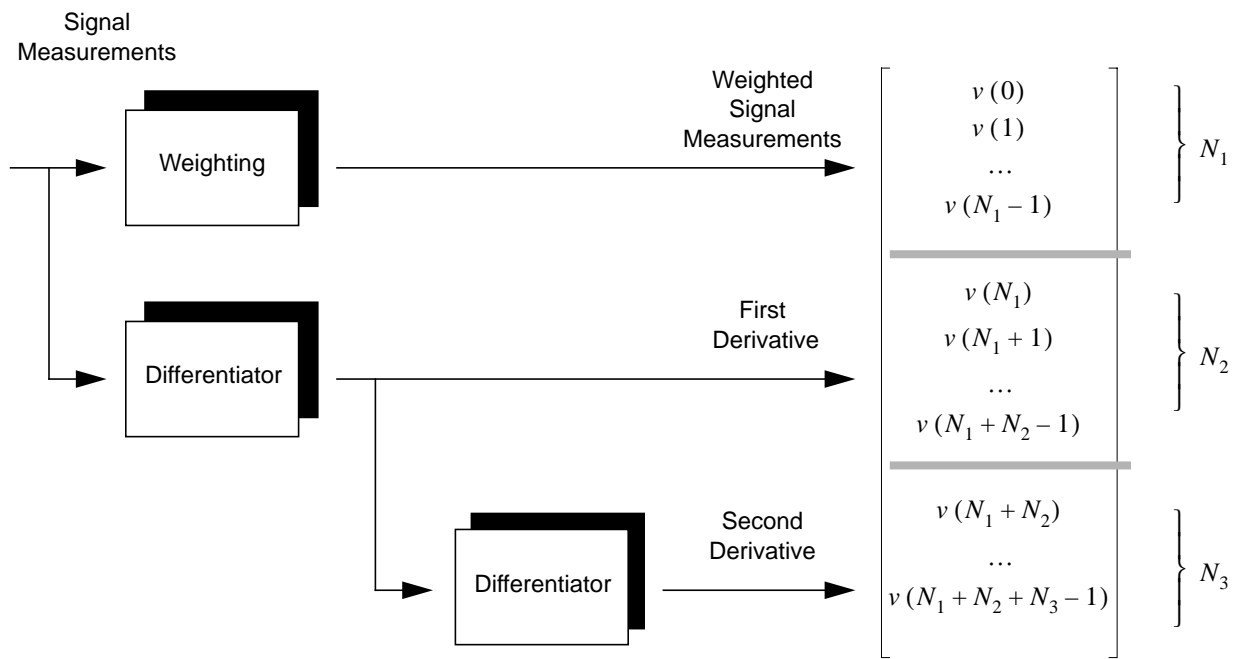 Signal
Measurements
Weighting
Weighted
Signal
Measurements
v (0)
v (1)
...
v (N₁ – 1)
N₁
Differentiator
First
Derivative
v (N₁)
v (N₁ + 1)
...
v (N₁ + N₂ – 1)
N₂
Differentiator
Second
Derivative
v (N₁ + N₂)
...
v (N₁ + N₂ + N₃ – 1)
N₃